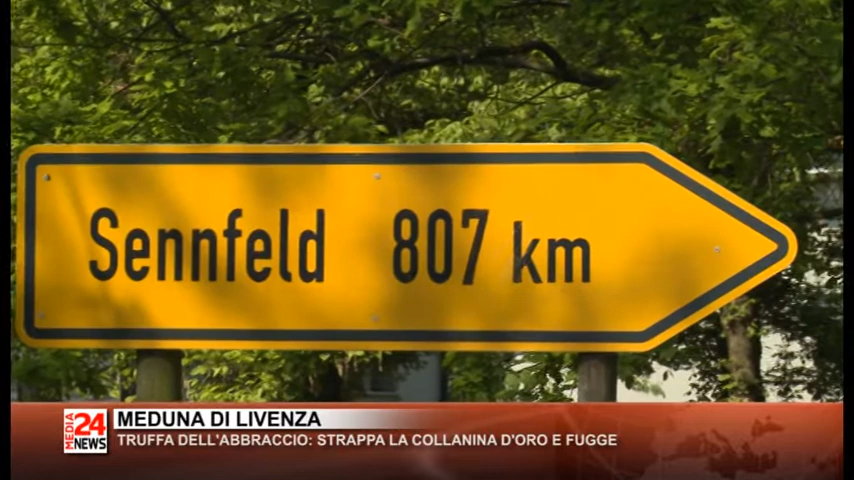 Sennfeld 807 km
MEDIA 24 NEWS
MEDUNA DI LIVENZA
TRUFFA DELL'ABBRACCIO: STRAPPA LA COLLANINA D'ORO E FUGGE